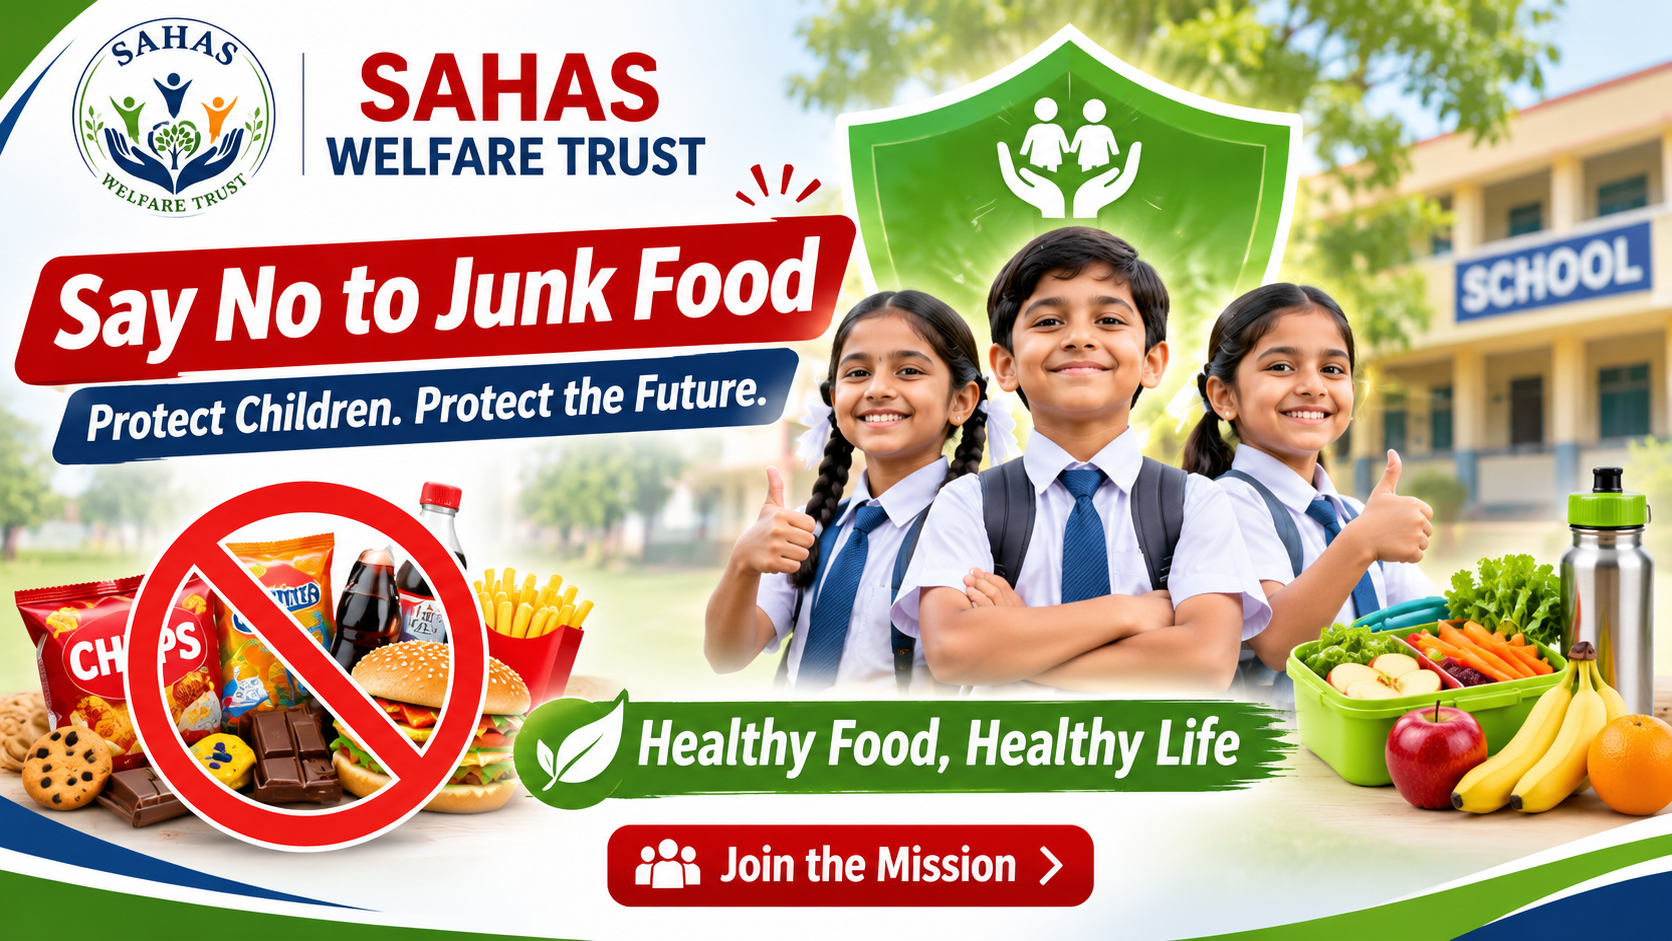 SAHAS
WELFARE TRUST
SAHAS
WELFARE TRUST
Say No to Junk Food
Protect Children. Protect the Future.
SCHOOL
CHIPS
Healthy Food, Healthy Life
Join the Mission